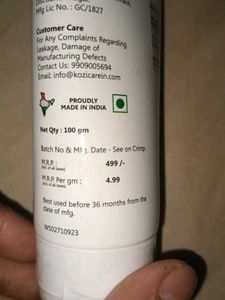 Mfg Lic No. : GC/1827
Customer Care
For Any Complaints Regarding
Leakage, Damage of
Manufacturing Defects
Contact Us: 9909005694
Email: info@kozicarein.com
PROUDLY
MADE IN INDIA
Net Qty : 100 gm
Batch No & Mfg. Date - See on Crimp.
M.R.P :
(Incl. of all taxes)
499 /-
M.R.P. Per gm :
(Incl. of all taxes)
4.99
Best used before 36 months from the
date of mfg.
WS02710923